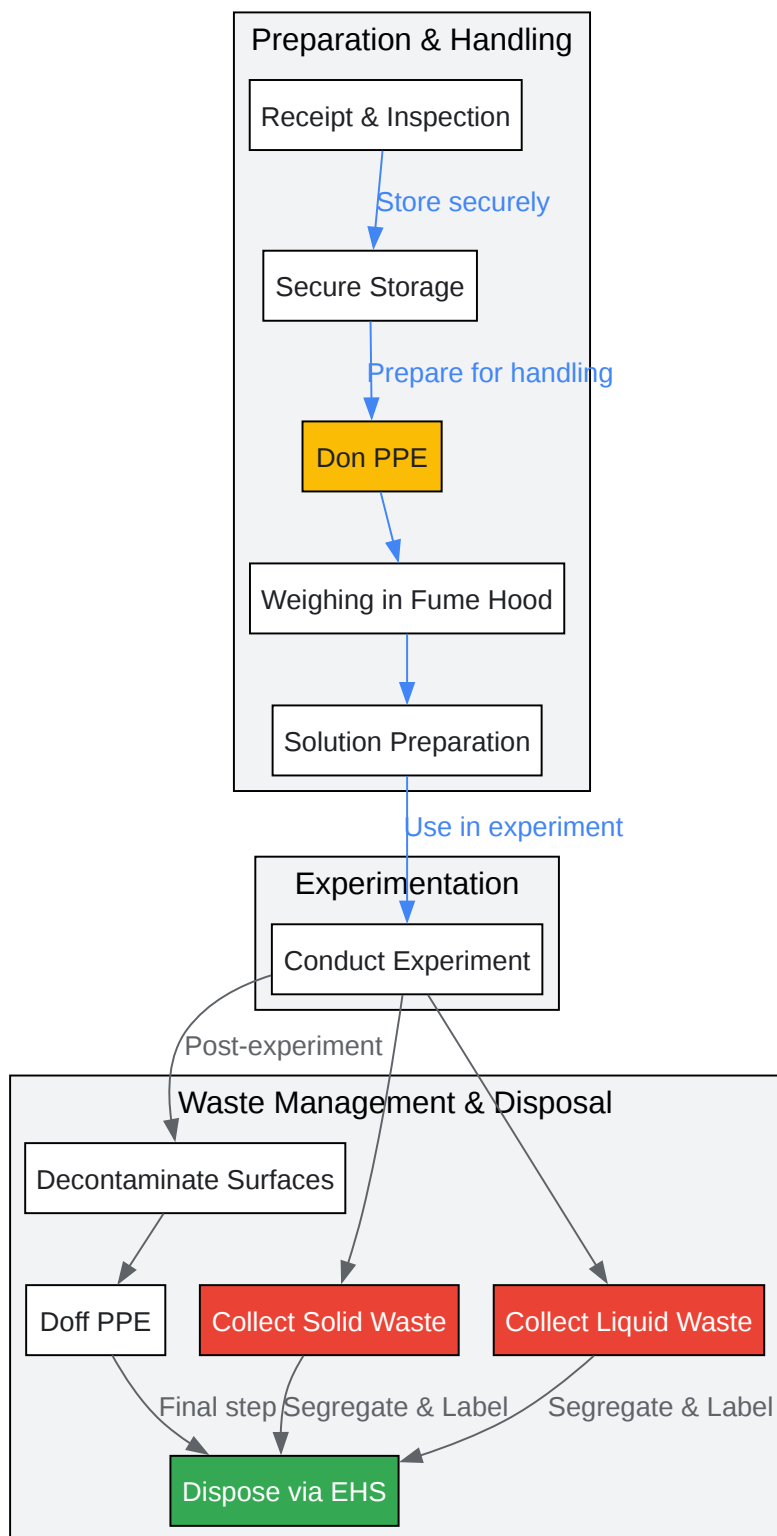 Preparation & Handling
Receipt & Inspection
Store securely
Secure Storage
Prepare for handling
Don PPE
Weighing in Fume Hood
Solution Preparation
Use in experiment
Experimentation
Conduct Experiment
Post-experiment
Waste Management & Disposal
Decontaminate Surfaces
Doff PPE
Collect Solid Waste
Collect Liquid Waste
Final step
Segregate & Label
Segregate & Label
Dispose via EHS